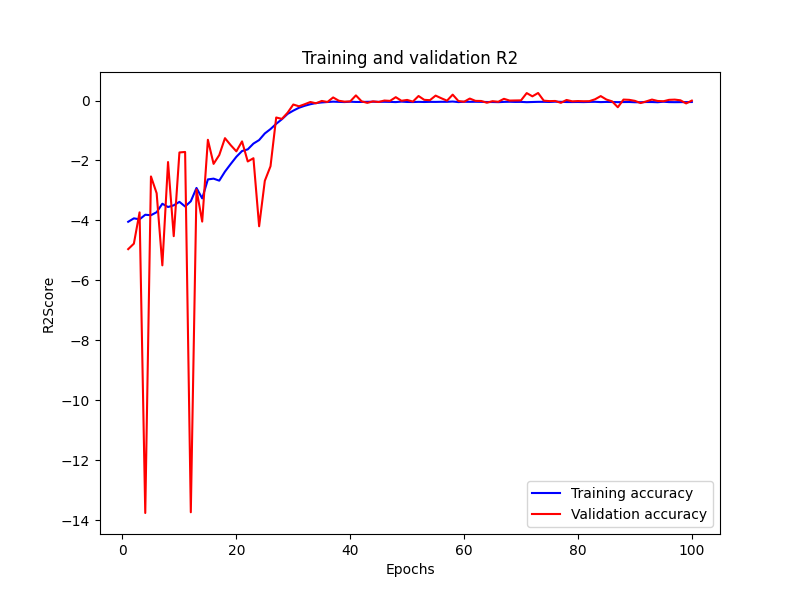 Training and validation R2
R2Score
0
−2
−4
−6
−8
−10
−12
−14
0
20
40
60
80
100
Epochs
Training accuracy
Validation accuracy